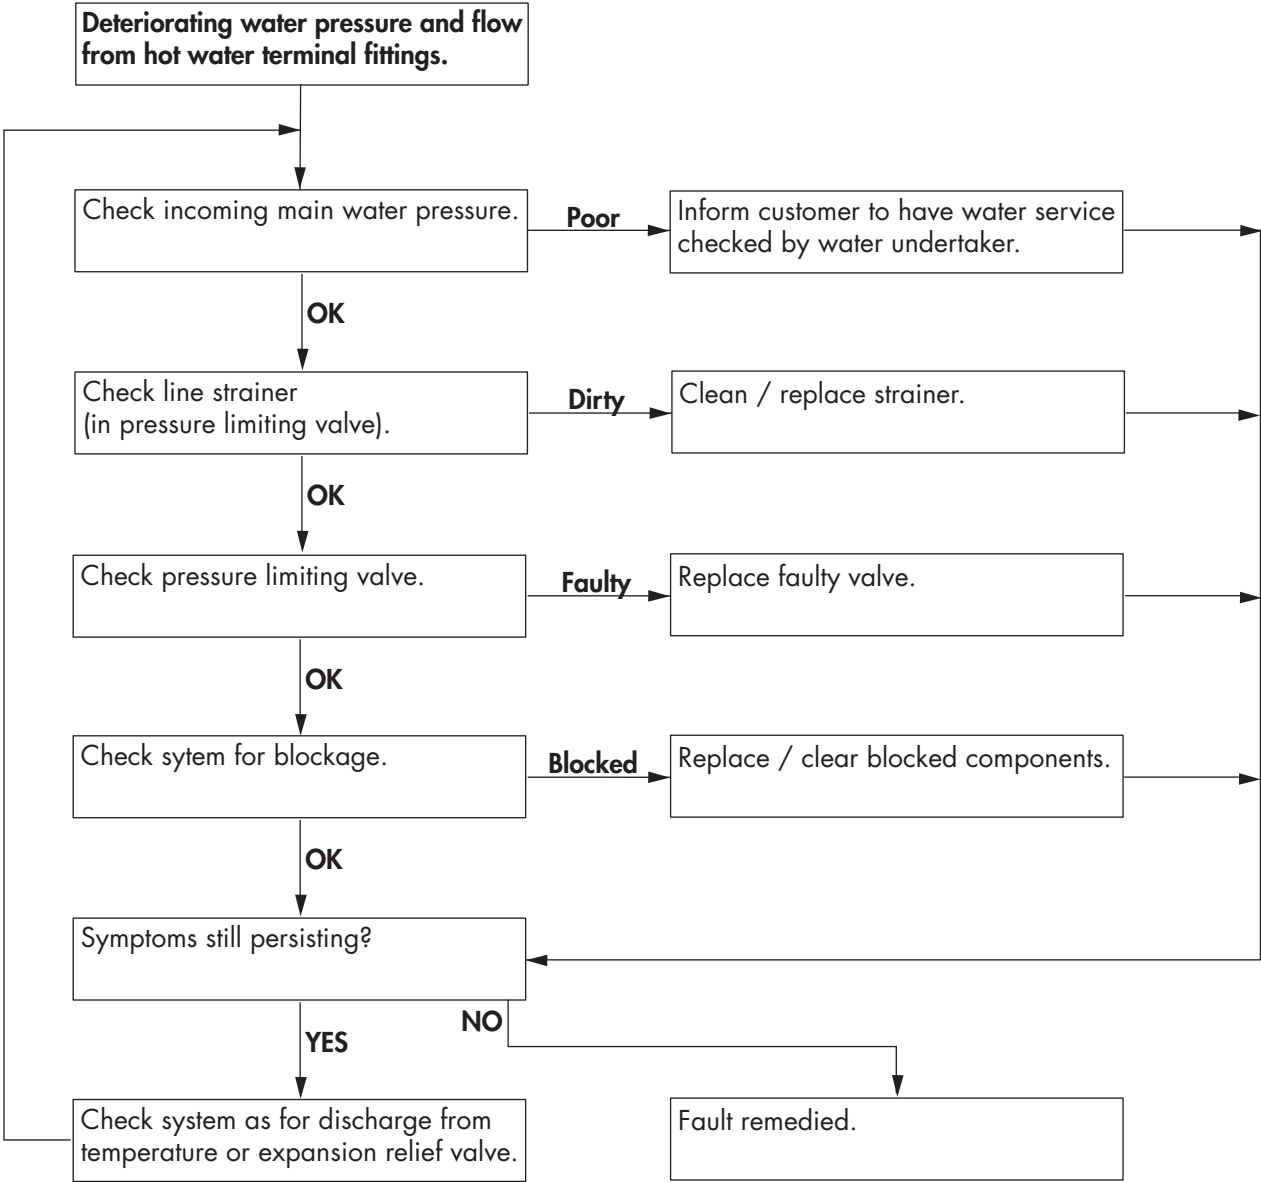 Deteriorating water pressure and flow
from hot water terminal fittings.
Check incoming main water pressure.
Poor
Inform customer to have water service
checked by water undertaker.
OK
Check line strainer
(in pressure limiting valve).
Dirty
Clean / replace strainer.
OK
Check pressure limiting valve.
Faulty
Replace faulty valve.
OK
Check sytem for blockage.
Blocked
Replace / clear blocked components.
OK
Symptoms still persisting?
NO
YES
Check system as for discharge from
temperature or expansion relief valve.
Fault remedied.